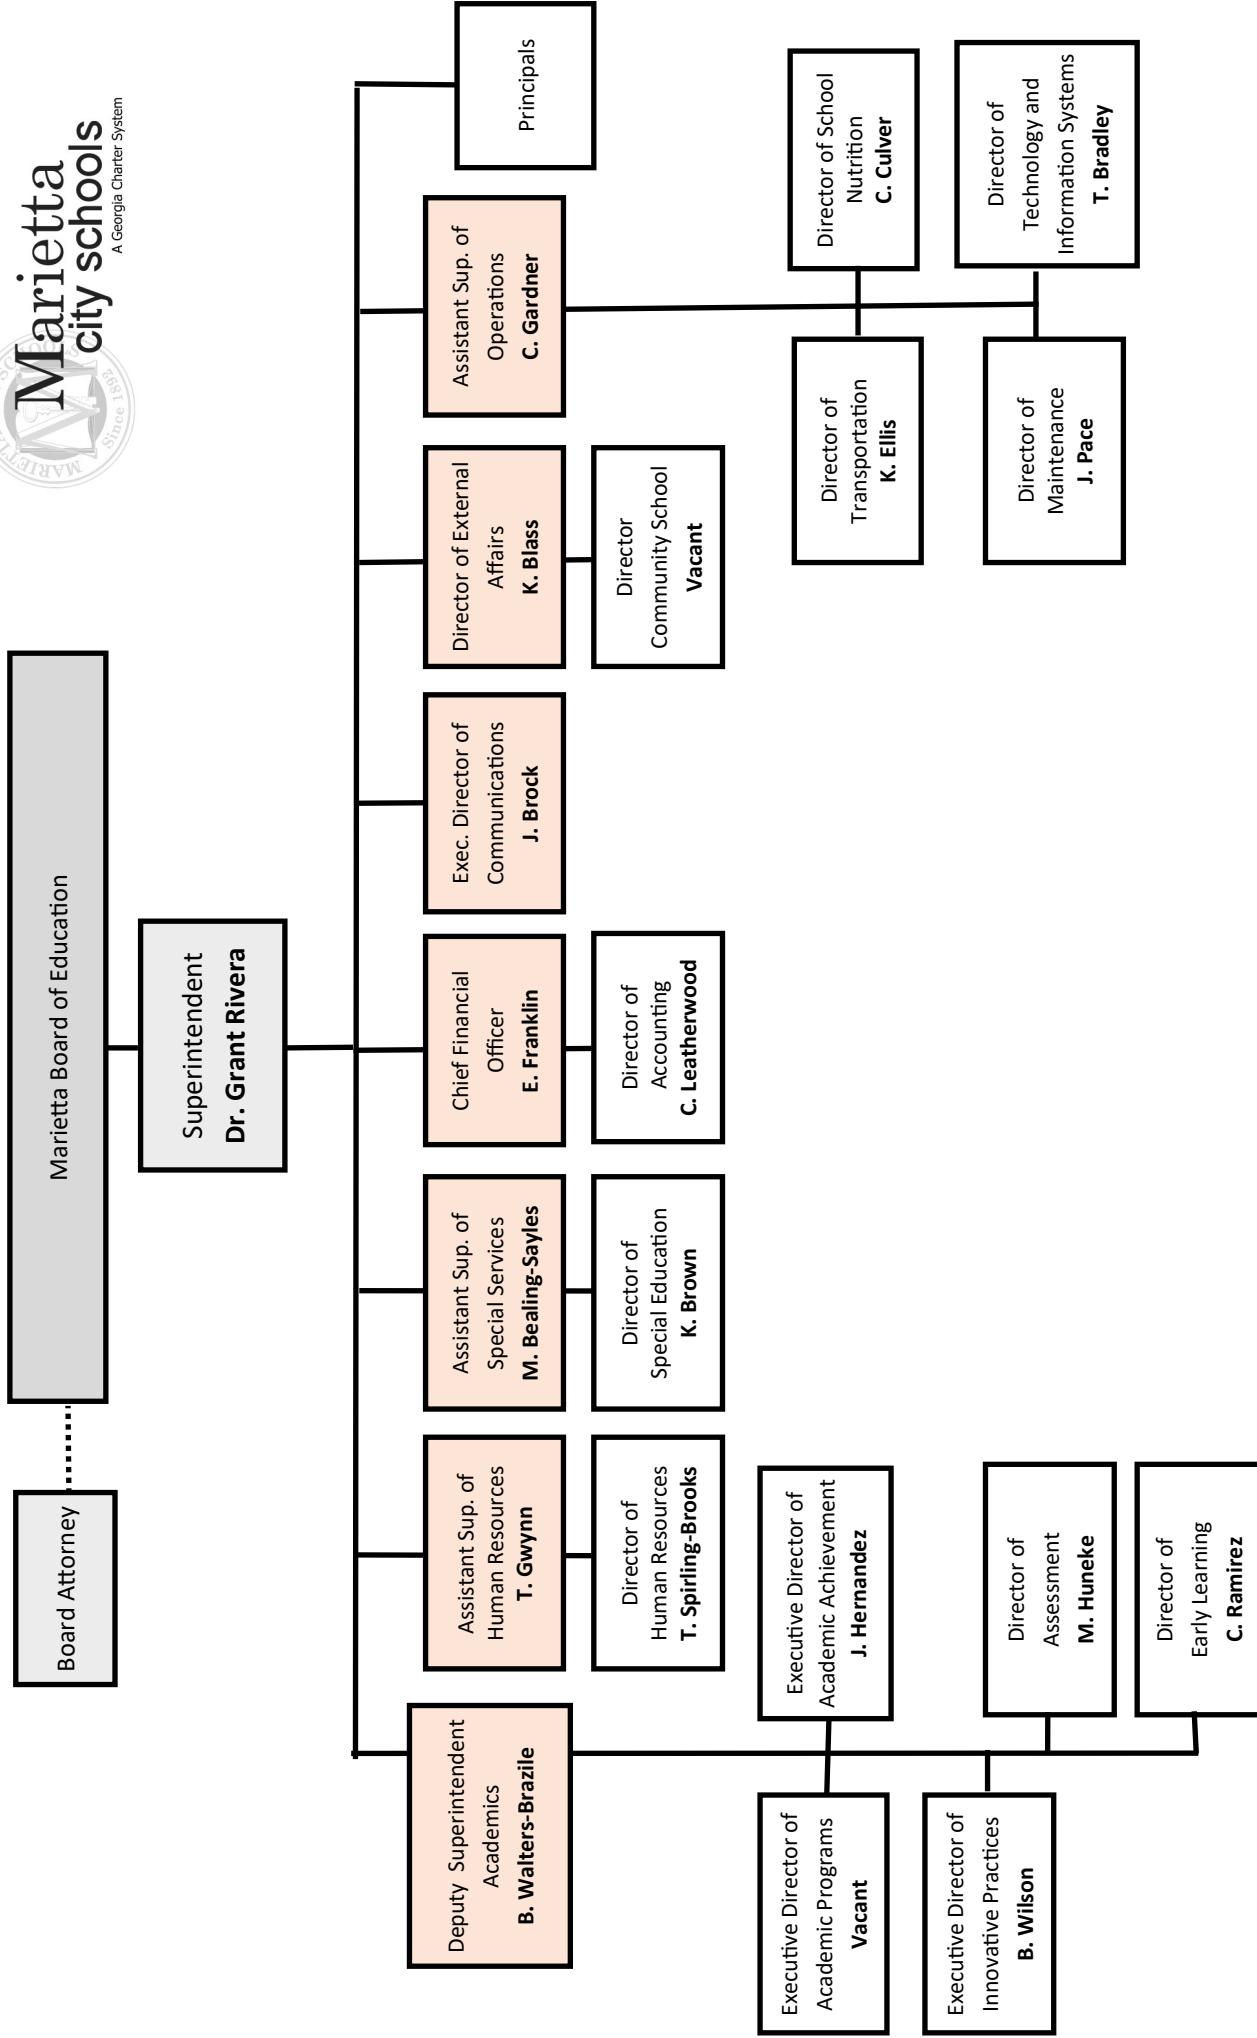 Marietta
city schools
A Georgia Charter System
MARIETTA
SCHOOLS
Since 1892
Marietta Board of Education
Board Attorney
Superintendent
Dr. Grant Rivera
Deputy Superintendent
Academics
B. Walters-Brazile
Assistant Sup. of
Human Resources
T. Gwynn
Assistant Sup. of
Special Services
M. Bealing-Sayles
Chief Financial
Officer
E. Franklin
Exec. Director of
Communications
J. Brock
Director of External
Affairs
K. Blass
Assistant Sup. of
Operations
C. Gardner
Principals
Director of
Human Resources
T. Spirling-Brooks
Director of
Special Education
K. Brown
Director of
Accounting
C. Leatherwood
Director
Community School
Vacant
Executive Director of
Academic Programs
Vacant
Executive Director of
Academic Achievement
J. Hernandez
Director of
Transportation
K. Ellis
Director of School
Nutrition
C. Culver
Executive Director of
Innovative Practices
B. Wilson
Director of
Assessment
M. Huneke
Director of
Maintenance
J. Pace
Director of
Technology and
Information Systems
T. Bradley
Director of
Early Learning
C. Ramirez